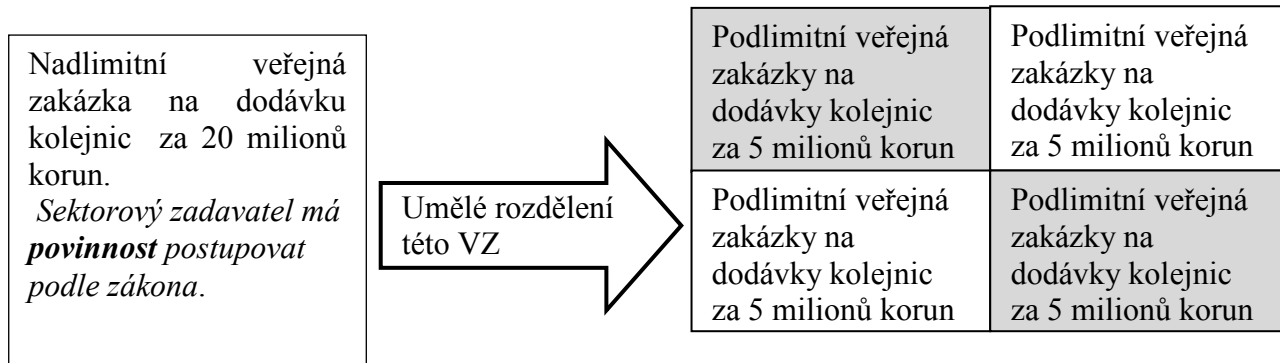 Nadlimitní veřejná
zakázka na dodávku
kolejnic za 20 milionů
korun.
Sektorový zadavatel má
povinnost postupovat
podle zákona.
Umělé rozdělení
této VZ
Podlimitní veřejná
zakázky na
dodávky kolejnic
za 5 milionů korun
Podlimitní veřejná
zakázky na
dodávky kolejnic
za 5 milionů korun
Podlimitní veřejná
zakázky na
dodávky kolejnic
za 5 milionů korun
Podlimitní veřejná
zakázky na
dodávky kolejnic
za 5 milionů korun